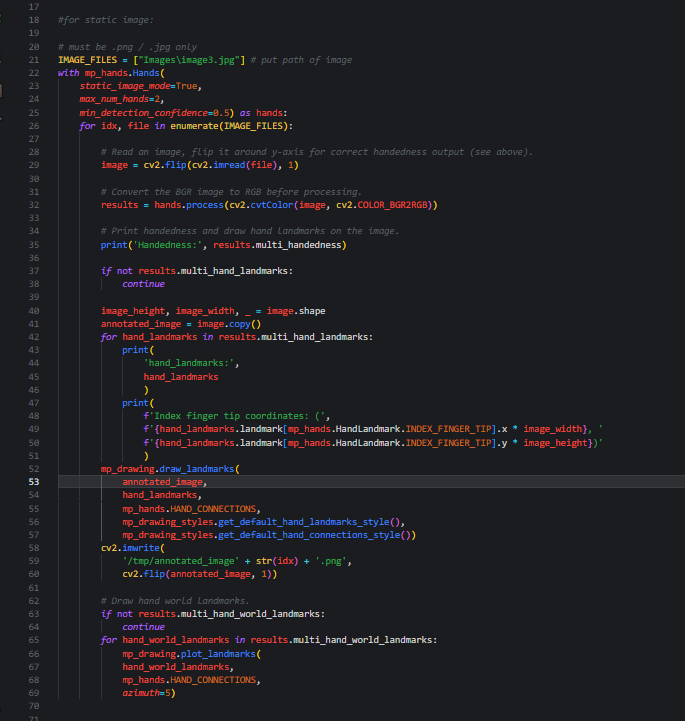 17
18 #for static image:
19
20 # must be .png / .jpg only
21 IMAGE_FILES = ["Images\image3.jpg"] # put path of image
22 with mp_hands.Hands(
23 static_image_mode=True,
24 max_num_hands=2,
25 min_detection_confidence=0.5) as hands:
26 for idx, file in enumerate(IMAGE_FILES):
27
28 # Read an image, flip it around y-axis for correct handedness output (see above).
29 image = cv2.flip(cv2.imread(file), 1)
30
31 # Convert the BGR image to RGB before processing.
32 results = hands.process(cv2.cvtColor(image, cv2.COLOR_BGR2RGB))
33
34 # Print handedness and draw hand landmarks on the image.
35 print('Handedness:', results.multi_handedness)
36
37 if not results.multi_hand_landmarks:
38 continue
39
40 image_height, image_width, _ = image.shape
41 annotated_image = image.copy()
42 for hand_landmarks in results.multi_hand_landmarks:
43 print(
44 'hand_landmarks:',
45 hand_landmarks
46 )
47 print(
48 f'Index finger tip coordinates: (',
49 f'{hand_landmarks.landmark[mp_hands.HandLandmark.INDEX_FINGER_TIP].x * image_width}, '
50 f'{hand_landmarks.landmark[mp_hands.HandLandmark.INDEX_FINGER_TIP].y * image_height})'
51 )
52 mp_drawing.draw_landmarks(
53 annotated_image,
54 hand_landmarks,
55 mp_hands.HAND_CONNECTIONS,
56 mp_drawing_styles.get_default_hand_landmarks_style(),
57 mp_drawing_styles.get_default_hand_connections_style())
58 cv2.imwrite(
59 '/tmp/annotated_image' + str(idx) + '.png',
60 cv2.flip(annotated_image, 1))
61
62 # Draw hand world landmarks.
63 if not results.multi_hand_world_landmarks:
64 continue
65 for hand_world_landmarks in results.multi_hand_world_landmarks:
66 mp_drawing.plot_landmarks(
67 hand_world_landmarks,
68 mp_hands.HAND_CONNECTIONS,
69 azimuth=5)
70
71